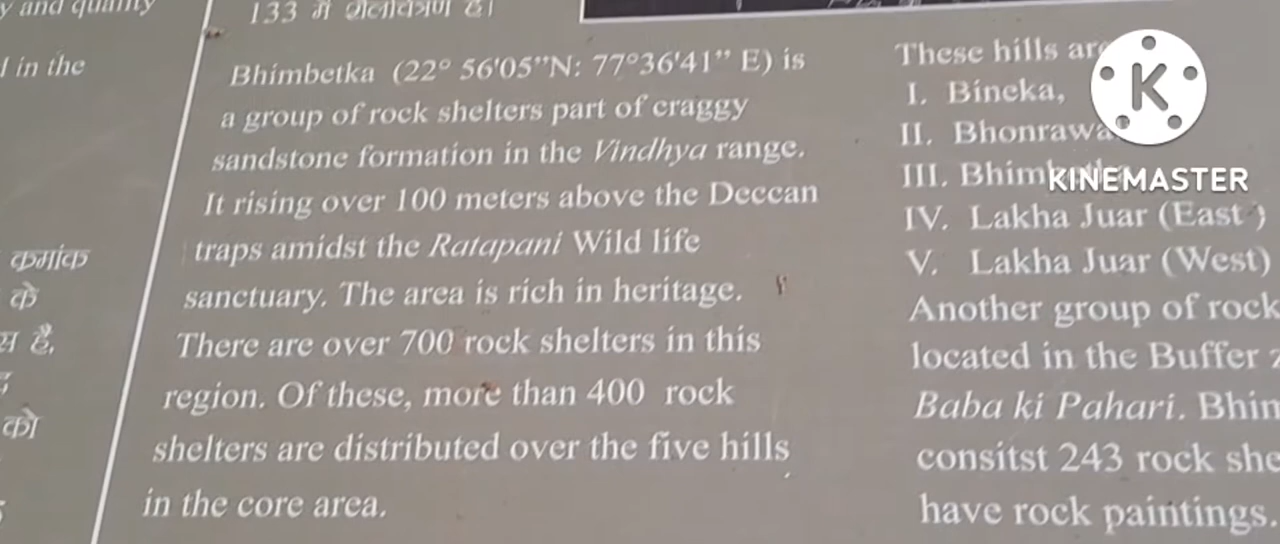 y and quality
d in the
क्रमांक
के
स है,
को
133 में शैलचित्रण है।
Bhimbetka (22° 56'05"N: 77°36'41" E) is
a group of rock shelters part of craggy
sandstone formation in the Vindhya range.
It rising over 100 meters above the Deccan
traps amidst the Ratapani Wild life
sanctuary. The area is rich in heritage.
There are over 700 rock shelters in this
region. Of these, more than 400 rock
shelters are distributed over the five hills
in the core area.
These hills are
I. Bineka,
II. Bhonrawa
III. Bhimbetka
IV. Lakha Juar (East )
V. Lakha Juar (West)
Another group of rock
located in the Buffer z
Baba ki Pahari. Bhim
consitst 243 rock she
have rock paintings.
K
KINEMASTER